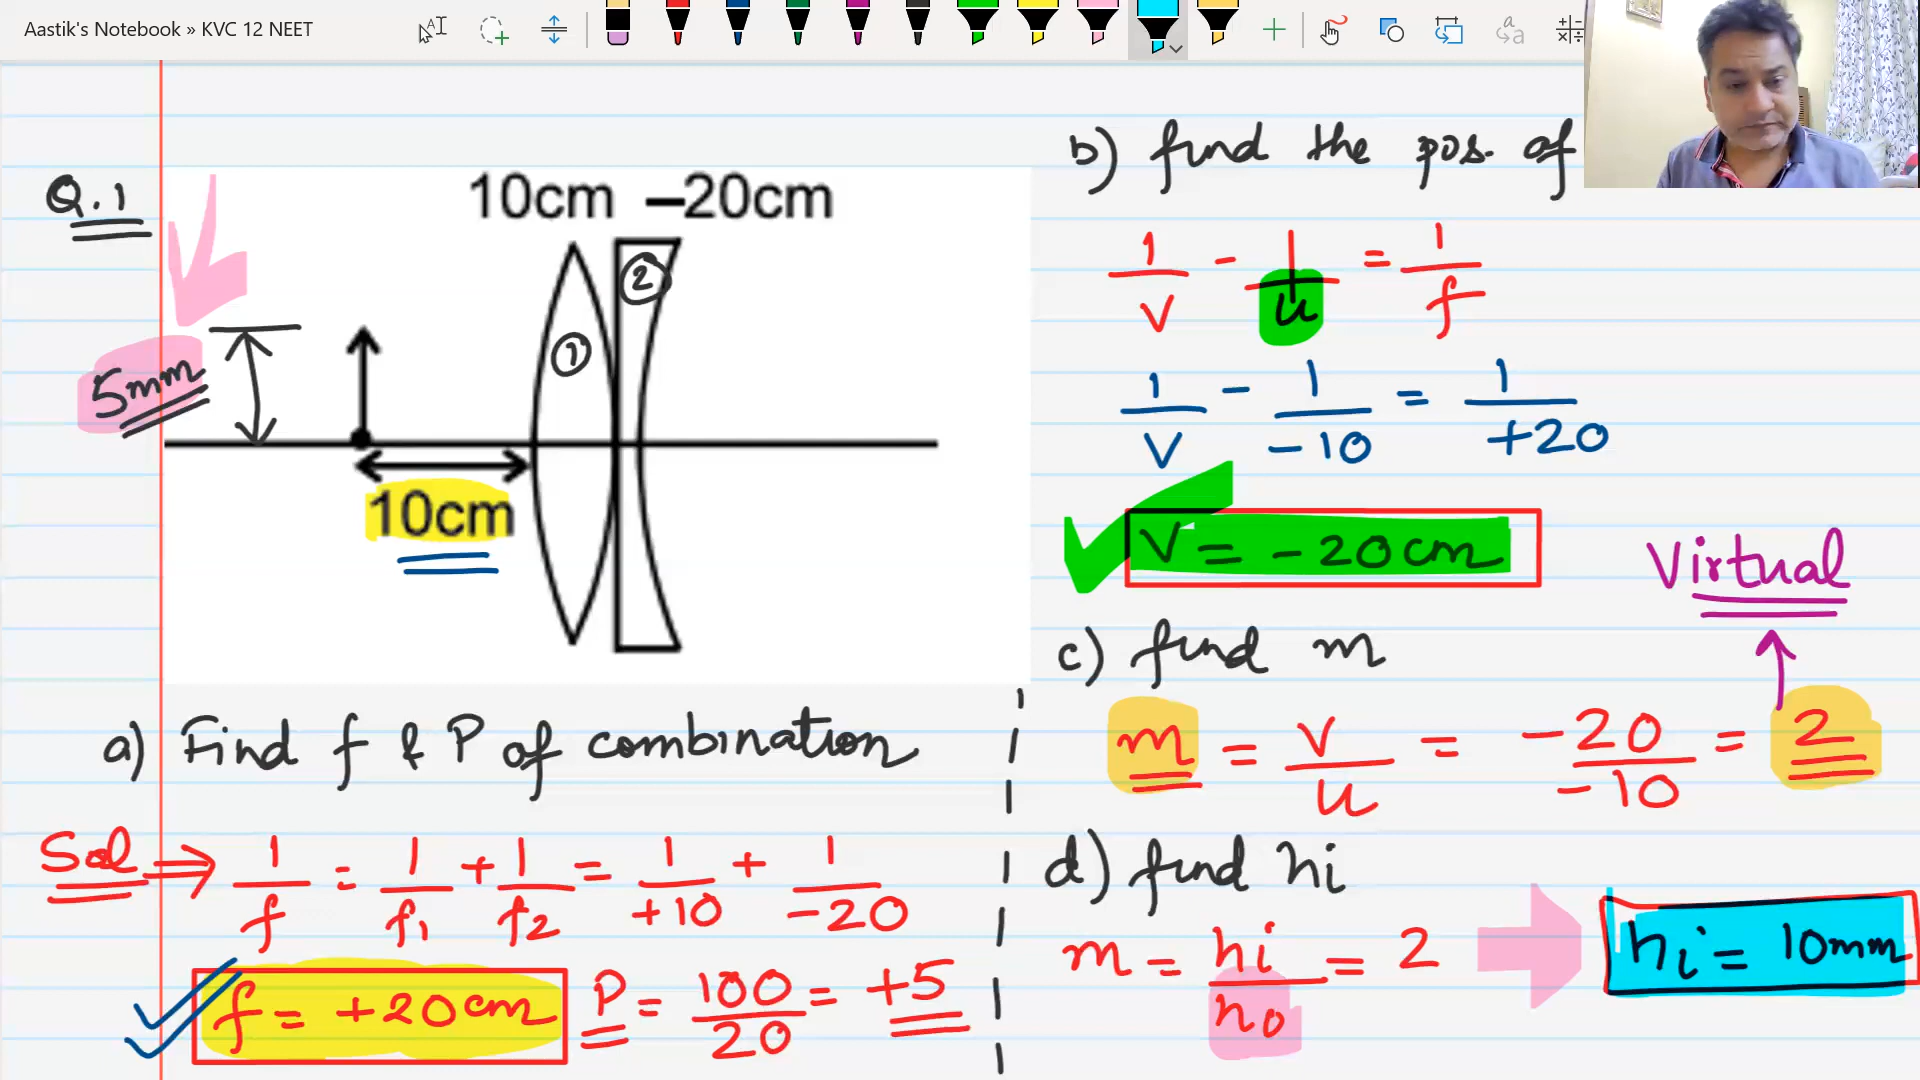 Aastik's Notebook » KVC 12 NEET
Q.1
10cm –20cm
①
②
5mm
10cm
a) Find f & P of combination
Sol ⇒ 1/f = 1/f₁ + 1/f₂ = 1/+10 + 1/-20
f = +20cm
P = 100/20 = +5
b) find the pos. of
1/v - 1/u = 1/f
1/v - 1/-10 = 1/+20
V = -20cm
Virtual
c) find m
m = v/u = -20/-10 = 2
d) find hi
m = hi/ho = 2
hi = 10mm